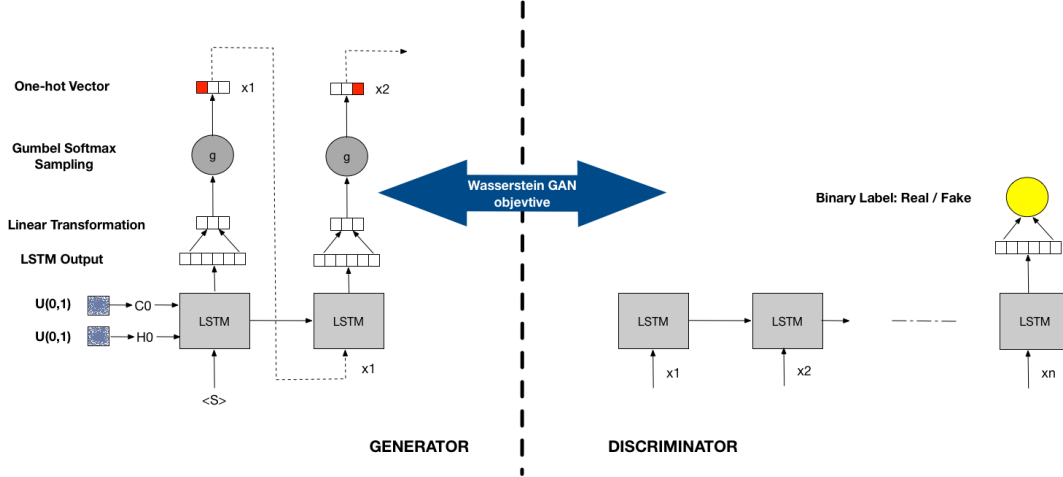 One-hot Vector
x1
x2
Gumbel Softmax
Sampling
g
g
Wasserstein GAN
objevtive
Binary Label: Real / Fake
Linear Transformation
LSTM Output
U(0,1)
C0
U(0,1)
H0
LSTM
LSTM
LSTM
LSTM
LSTM
x1
x1
x2
xn
<S>
GENERATOR
DISCRIMINATOR